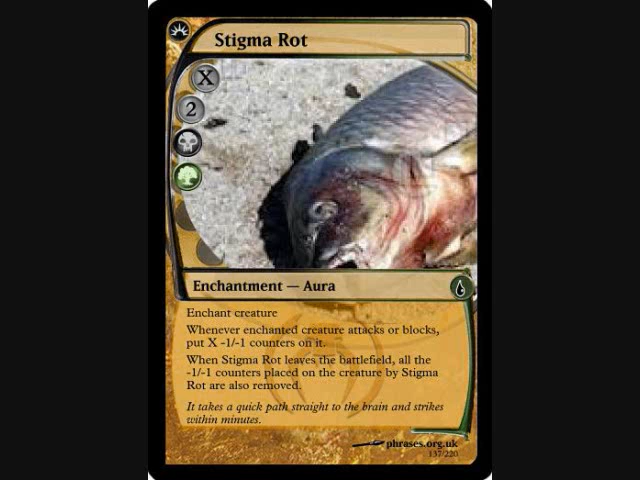 Stigma Rot
X
2
Enchantment — Aura
Enchant creature
Whenever enchanted creature attacks or blocks,
put X -1/-1 counters on it.
When Stigma Rot leaves the battlefield, all the
-1/-1 counters placed on the creature by Stigma
Rot are also removed.
It takes a quick path straight to the brain and strikes
within minutes.
phrases.org.uk
137/220